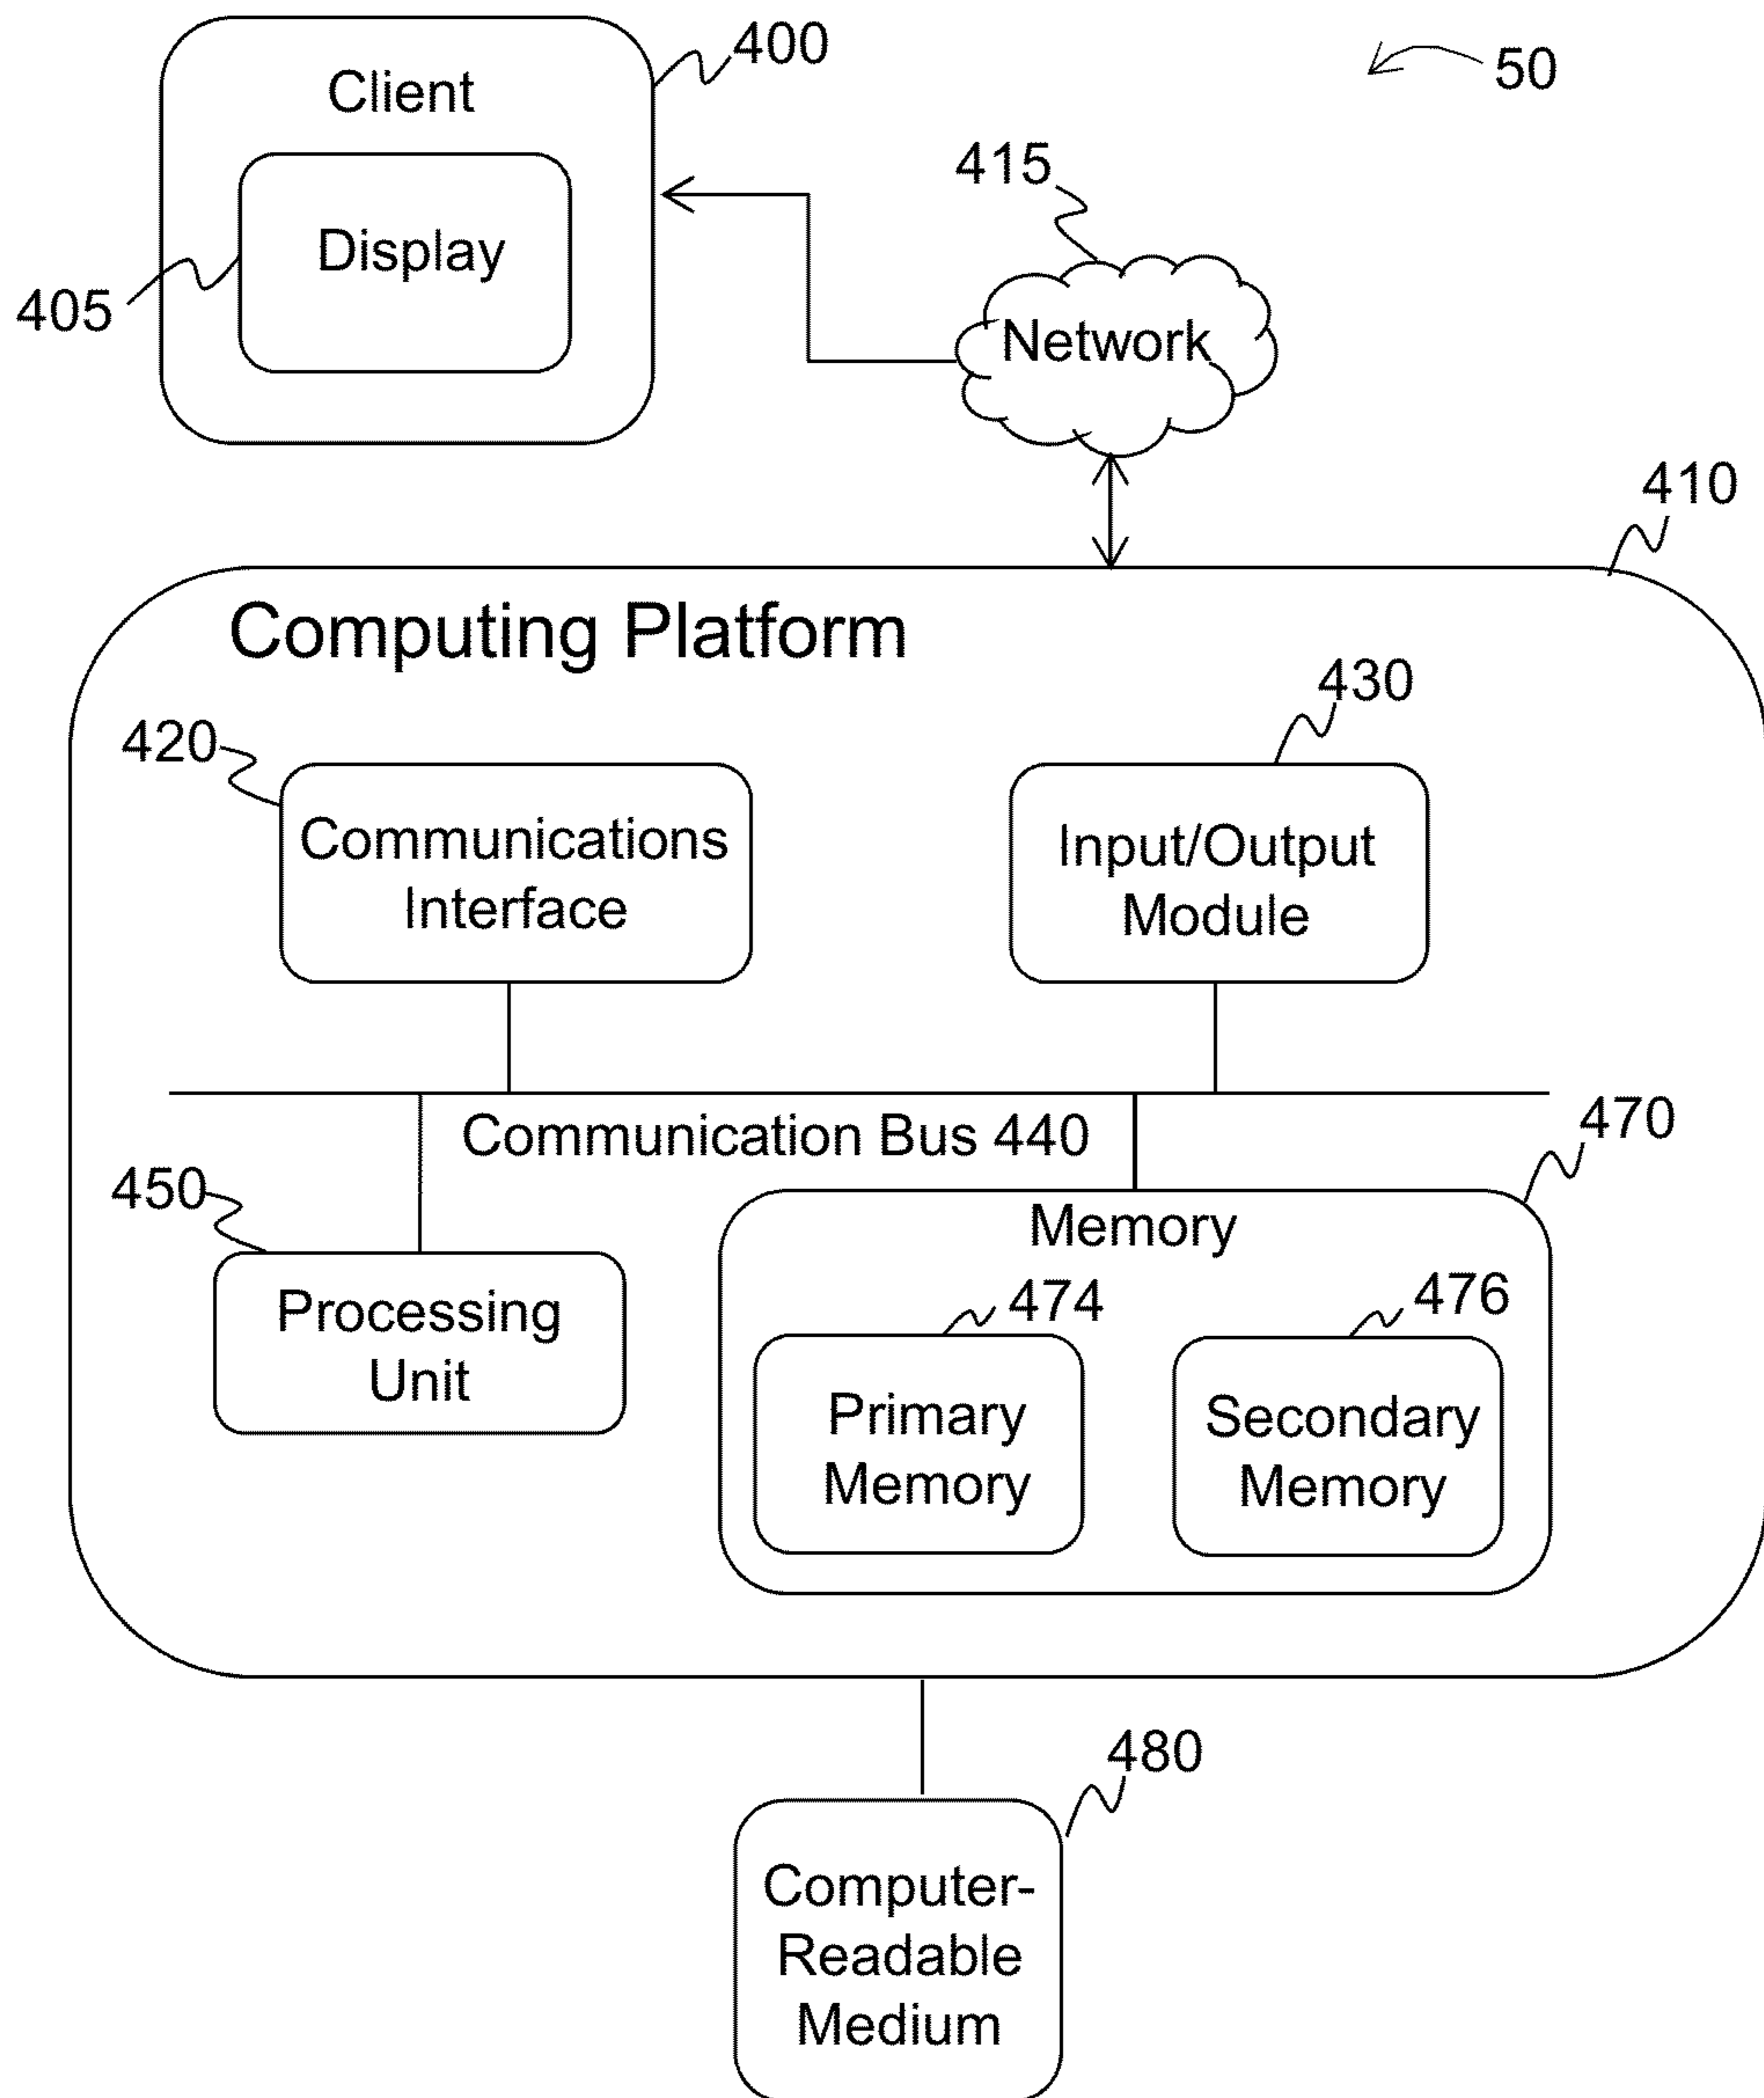 400
Client
50
415
Display
405
Network
410
Computing Platform
430
420
Communications
Interface
Input/Output
Module
Communication Bus 440
470
450
Memory
474
476
Processing
Unit
Primary
Memory
Secondary
Memory
480
Computer-
Readable
Medium